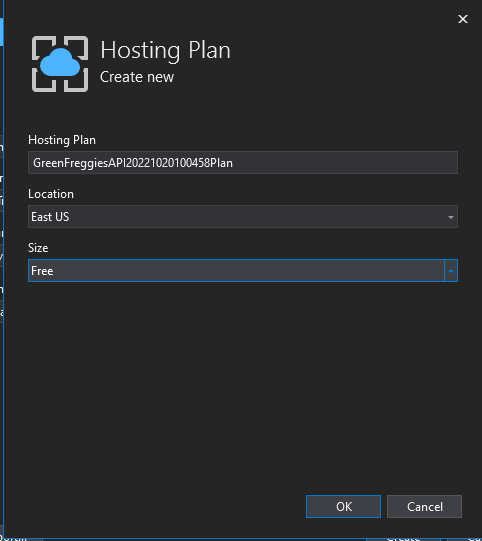 Hosting Plan
Create new
Hosting Plan
GreenFreggiesAPI20221020100458Plan
Location
East US
Size
Free
OK
Cancel